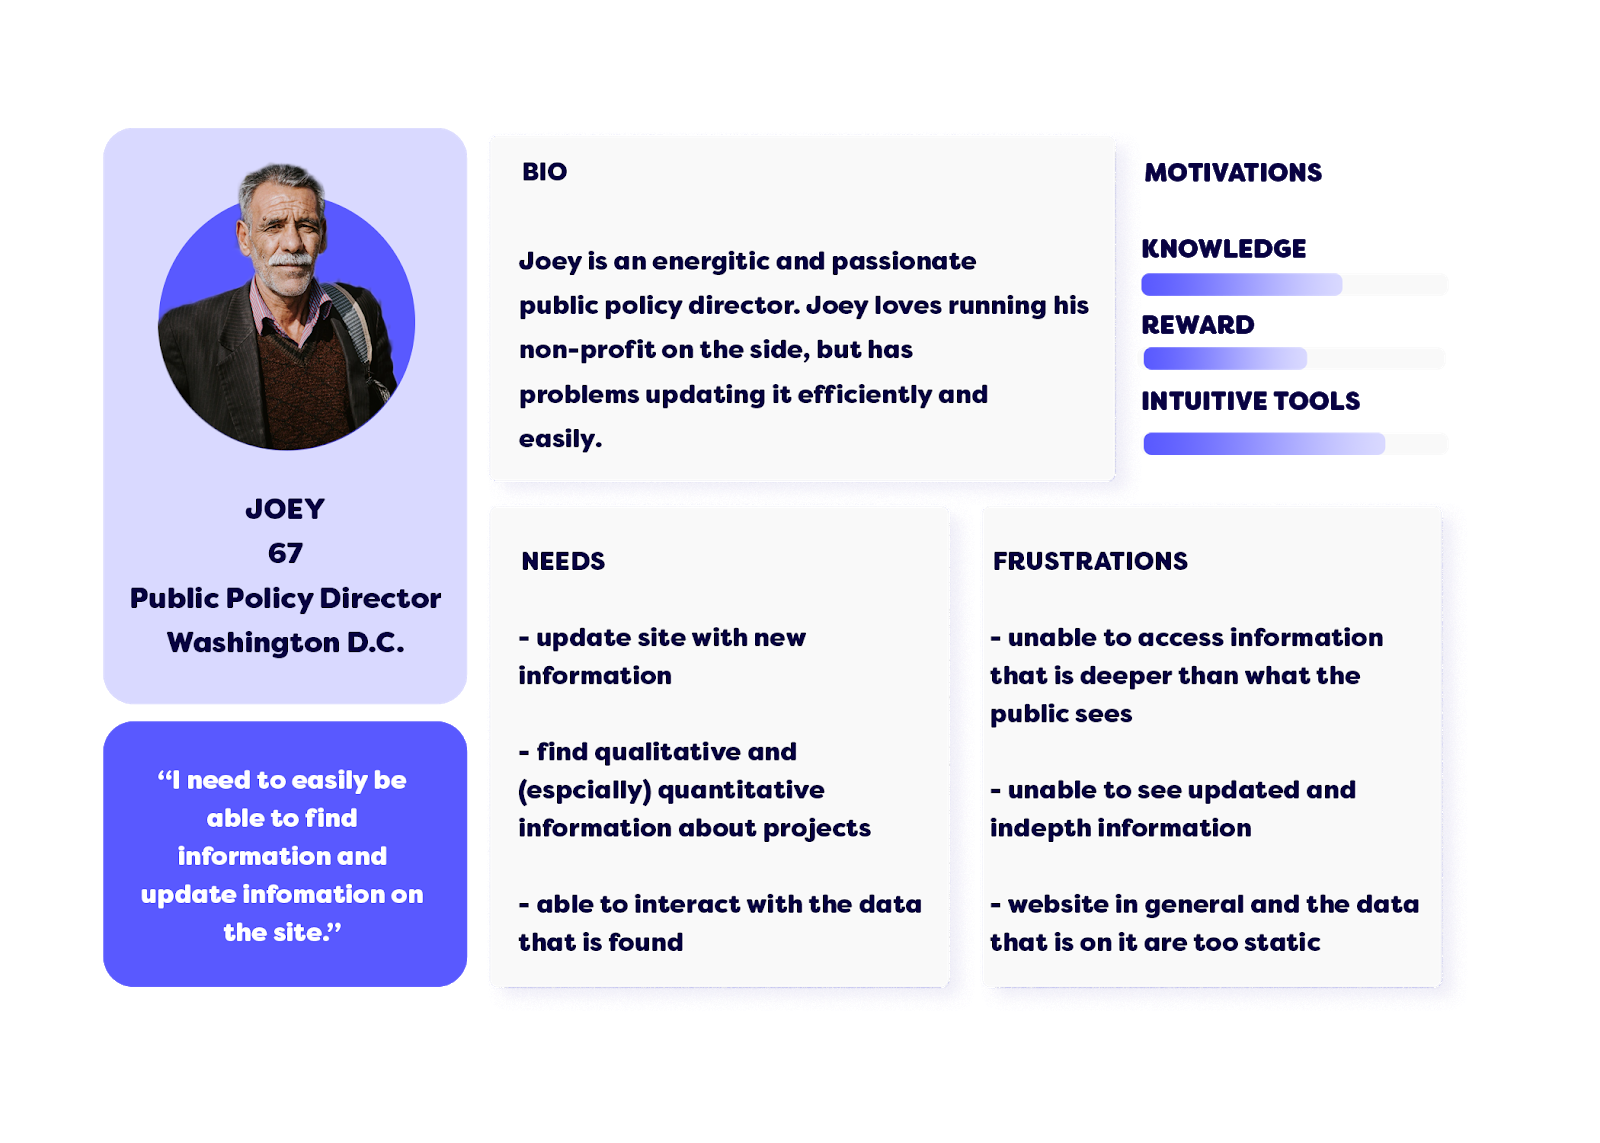 JOEY
67
Public Policy Director
Washington D.C.
“I need to easily be
able to find
information and
update infomation on
the site.”
BIO
Joey is an energitic and passionate
public policy director. Joey loves running his
non-profit on the side, but has
problems updating it efficiently and
easily.
MOTIVATIONS
KNOWLEDGE
REWARD
INTUITIVE TOOLS
NEEDS
- update site with new
information
- find qualitative and
(espcially) quantitative
information about projects
- able to interact with the data
that is found
FRUSTRATIONS
- unable to access information
that is deeper than what the
public sees
- unable to see updated and
indepth information
- website in general and the data
that is on it are too static